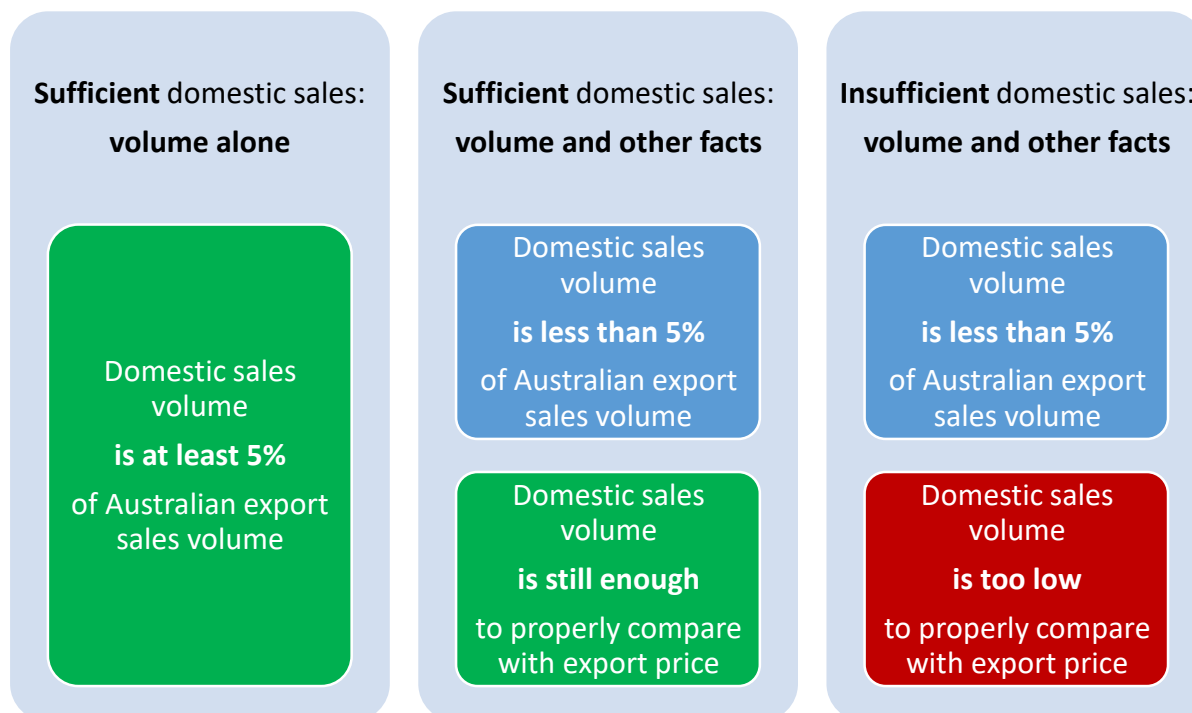 Sufficient domestic sales:
volume alone
Domestic sales
volume
is at least 5%
of Australian export
sales volume
Sufficient domestic sales:
volume and other facts
Domestic sales
volume
is less than 5%
of Australian export
sales volume
Domestic sales
volume
is still enough
to properly compare
with export price
Insufficient domestic sales:
volume and other facts
Domestic sales
volume
is less than 5%
of Australian export
sales volume
Domestic sales
volume
is too low
to properly compare
with export price